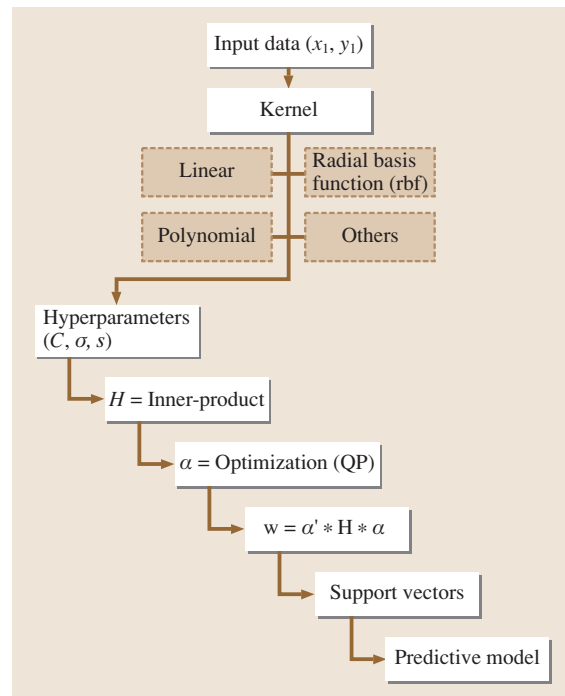 Input data (x₁, y₁)
Kernel
Linear
Radial basis
function (rbf)
Polynomial
Others
Hyperparameters
(C, σ, s)
H = Inner-product
α = Optimization (QP)
w = α' * H * α
Support vectors
Predictive model